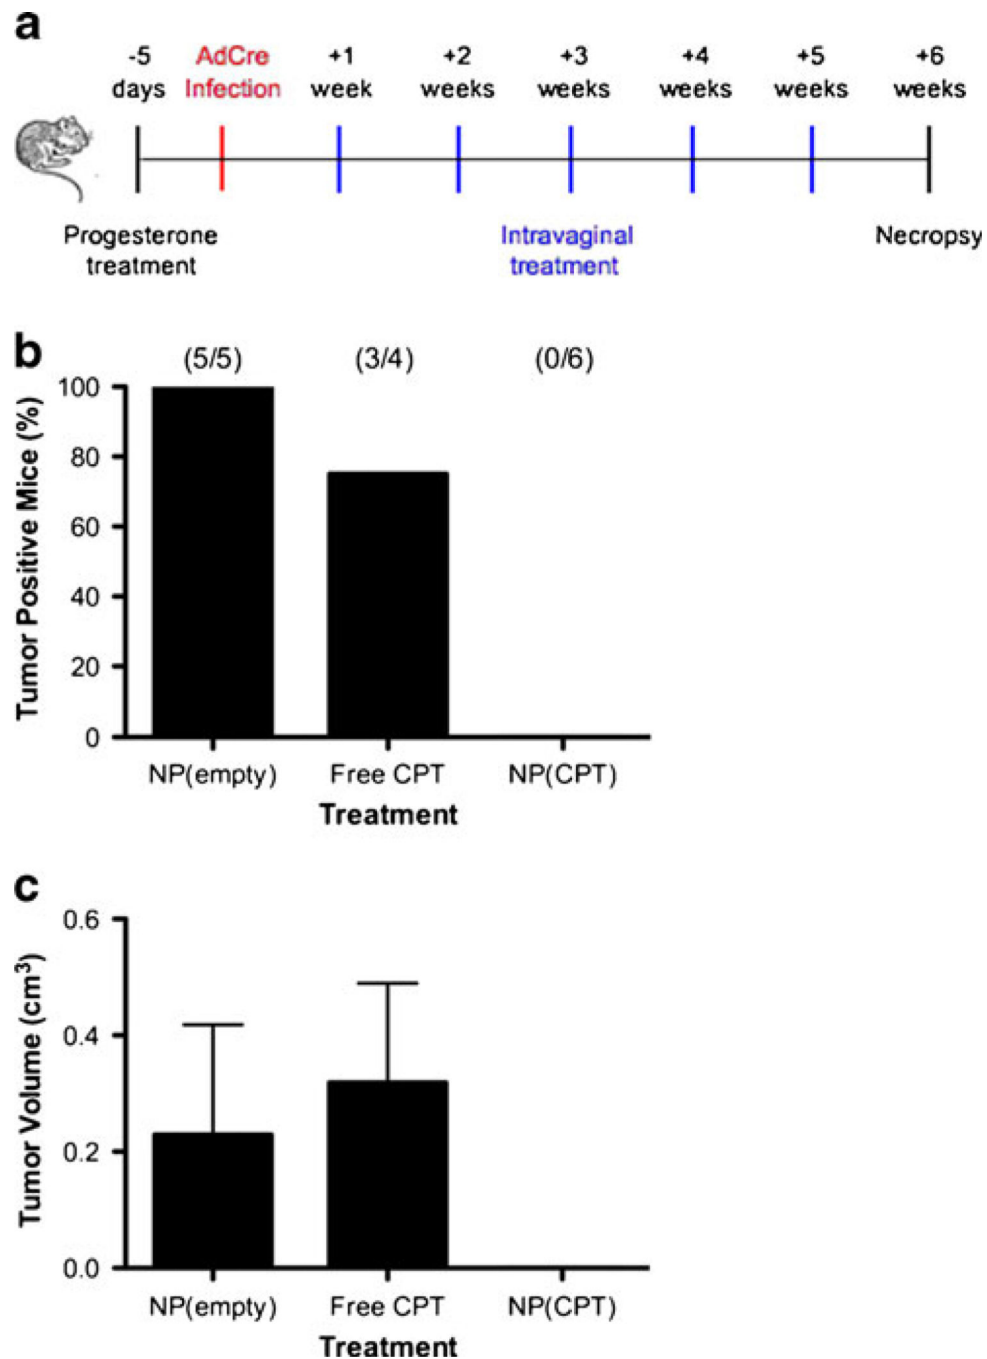 a
-5 days
AdCre Infection
+1 week
+2 weeks
+3 weeks
+4 weeks
+5 weeks
+6 weeks
Progesterone treatment
Intravaginal treatment
Necropsy
b
(5/5) (3/4) (0/6)
Tumor Positive Mice (%)
100
80
60
40
20
0
NP(empty) Free CPT NP(CPT)
Treatment
c
Tumor Volume (cm³)
0.6
0.4
0.2
0.0
NP(empty) Free CPT NP(CPT)
Treatment